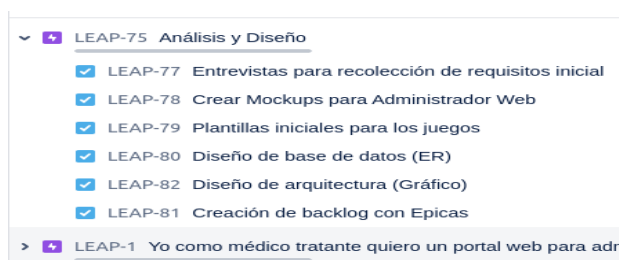 LEAP-75 Análisis y Diseño
LEAP-77 Entrevistas para recolección de requisitos inicial
LEAP-78 Crear Mockups para Administrador Web
LEAP-79 Plantillas iniciales para los juegos
LEAP-80 Diseño de base de datos (ER)
LEAP-82 Diseño de arquitectura (Gráfico)
LEAP-81 Creación de backlog con Epicas
LEAP-1 Yo como médico tratante quiero un portal web para adm